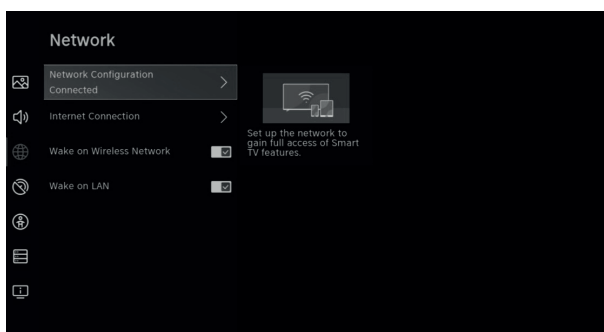 Network
Network Configuration
Connected
Internet Connection
Wake on Wireless Network
Wake on LAN
Set up the network to
gain full access of Smart
TV features.